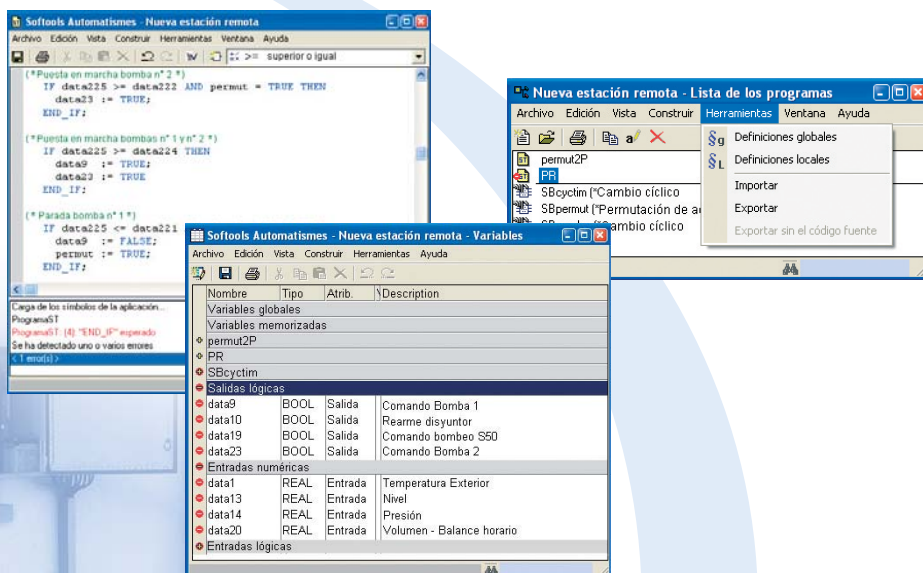 Softools Automatismes - Nueva estación remota
Archivo Edición Vista Construir Herramientas Ventana Ayuda
>= superior o igual
(*Puesta en marcha bomba n° 2 *)
IF data225 >= data222 AND permut = TRUE THEN
data23 := TRUE;
END_IF;
(*Puesta en marcha bombas n° 1 y n° 2 *)
IF data225 >= data224 THEN
data9 := TRUE;
data23 := TRUE
END_IF;
(* Parada bomba n° 1 *)
IF data225 <= data221
data9 := FALSE;
permut := TRUE;
END_IF;
Carga de los símbolos de la aplicación...
ProgramaST
ProgramaST: (4): "END_IF" esperado
Se ha detectado uno o varios errores
< 1 error(s) >
Nueva estación remota - Lista de los programas
Archivo Edición Vista Construir Herramientas Ventana Ayuda
permut2P
PR
SBcyctim (*Cambio cíclico
SBpermut (*Permutación de a
ambio cíclico
§g Definiciones globales
§L Definiciones locales
Importar
Exportar
Exportar sin el código fuente
Softools Automatisme - Nueva estación remota - Variables
Archivo Edición Vista Construir Herramientas Ayuda
Nombre Tipo Atrib. Description
Variables globales
Variables memorizadas
permut2P
PR
SBcyctim
Salidas lógicas
data9 BOOL Salida Comando Bomba 1
data10 BOOL Salida Rearme disyuntor
data19 BOOL Salida Comando bombeo S50
data23 BOOL Salida Comando Bomba 2
Entradas numéricas
data1 REAL Entrada Temperatura Exterior
data13 REAL Entrada Nivel
data14 REAL Entrada Presión
data20 REAL Entrada Volumen - Balance horario
Entradas lógicas